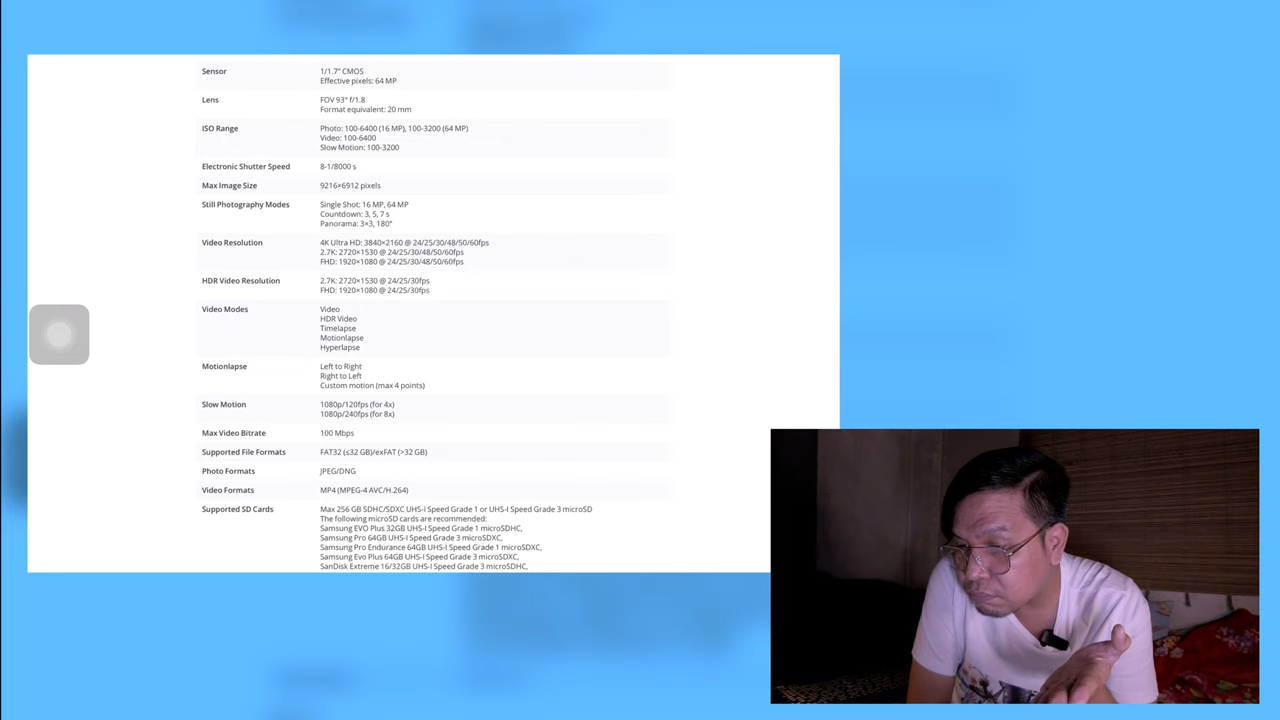 Sensor
1/1.7" CMOS
Effective pixels: 64 MP
Lens
FOV 93° f/1.8
Format equivalent: 20 mm
ISO Range
Photo: 100-6400 (16 MP), 100-3200 (64 MP)
Video: 100-6400
Slow Motion: 100-3200
Electronic Shutter Speed
8-1/8000 s
Max Image Size
9216×6912 pixels
Still Photography Modes
Single Shot: 16 MP, 64 MP
Countdown: 3, 5, 7 s
Panorama: 3×3, 180°
Video Resolution
4K Ultra HD: 3840×2160 @ 24/25/30/48/50/60fps
2.7K: 2720×1530 @ 24/25/30/48/50/60fps
FHD: 1920×1080 @ 24/25/30/48/50/60fps
HDR Video Resolution
2.7K: 2720×1530 @ 24/25/30fps
FHD: 1920×1080 @ 24/25/30fps
Video Modes
Video
HDR Video
Timelapse
Motionlapse
Hyperlapse
Motionlapse
Left to Right
Right to Left
Custom motion (max 4 points)
Slow Motion
1080p/120fps (for 4x)
1080p/240fps (for 8x)
Max Video Bitrate
100 Mbps
Supported File Formats
FAT32 (≤32 GB)/exFAT (>32 GB)
Photo Formats
JPEG/DNG
Video Formats
MP4 (MPEG-4 AVC/H.264)
Supported SD Cards
Max 256 GB SDHC/SDXC UHS-I Speed Grade 1 or UHS-I Speed Grade 3 microSD
The following microSD cards are recommended:
Samsung EVO Plus 32GB UHS-I Speed Grade 1 microSDHC,
Samsung Pro 64GB UHS-I Speed Grade 3 microSDXC,
Samsung Pro Endurance 64GB UHS-I Speed Grade 1 microSDXC,
Samsung Evo Plus 64GB UHS-I Speed Grade 3 microSDXC,
SanDisk Extreme 16/32GB UHS-I Speed Grade 3 microSDHC,